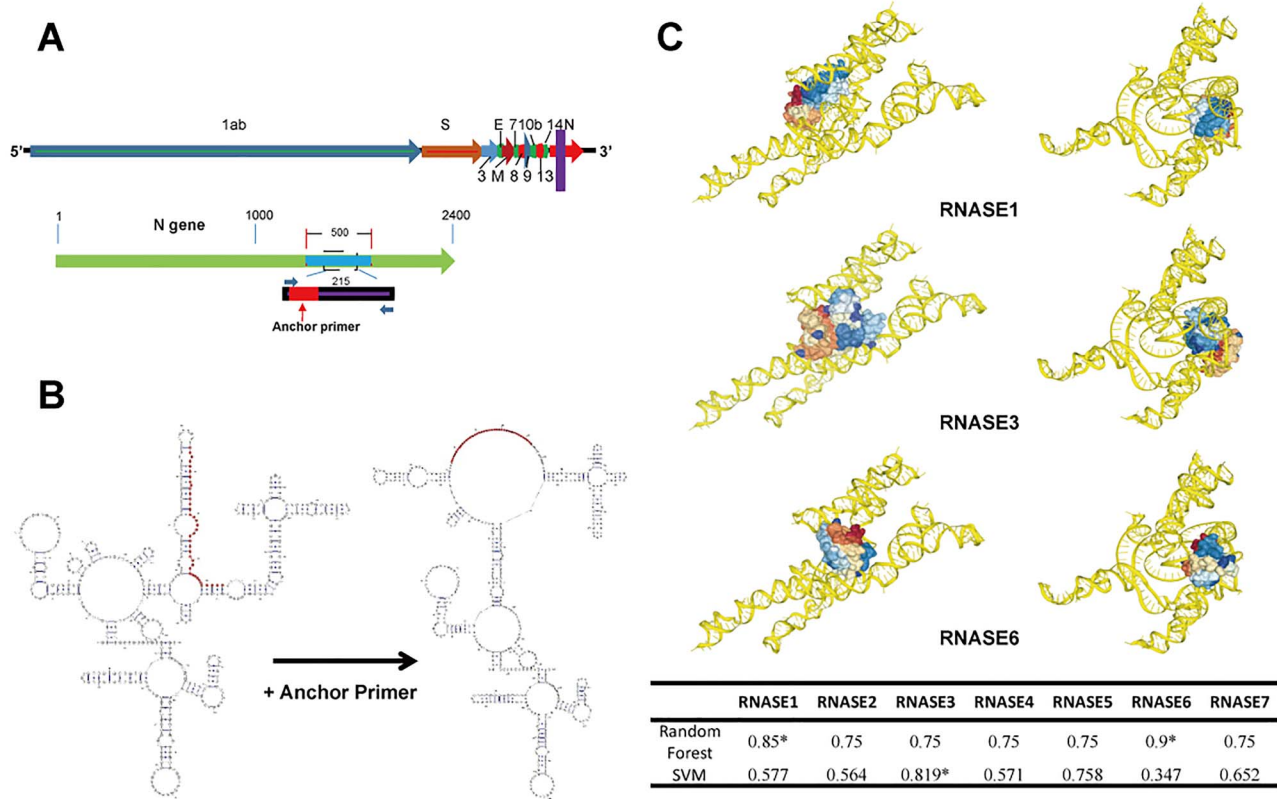 A
1ab
S
E
7
10b
14
N
5'
3'
3
M
8
9
13
1
1000
2400
N gene
500
215
Anchor primer
B
+ Anchor Primer
C
RNASE1
RNASE3
RNASE6
RNASE1 RNASE2 RNASE3 RNASE4 RNASE5 RNASE6 RNASE7
Random
Forest
0.85* 0.75 0.75 0.75 0.75 0.9* 0.75
SVM 0.577 0.564 0.819* 0.571 0.758 0.347 0.652